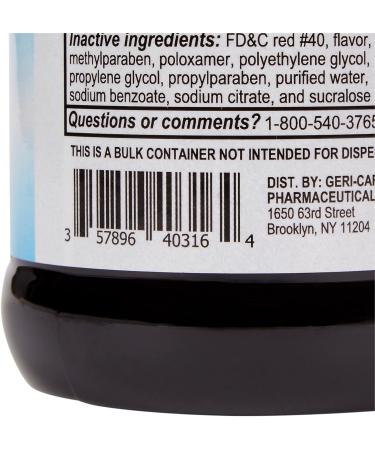 Inactive ingredients: FD&C red #40, flavor,
methylparaben, poloxamer, polyethylene glycol,
propylene glycol, propylparaben, purified water,
sodium benzoate, sodium citrate, and sucralose
Questions or comments? 1-800-540-3765
THIS IS A BULK CONTAINER NOT INTENDED FOR DISPE
DIST. BY: GERI-CAR
PHARMACEUTICAL
1650 63rd Street
Brooklyn, NY 11204
3 57896 40316 4